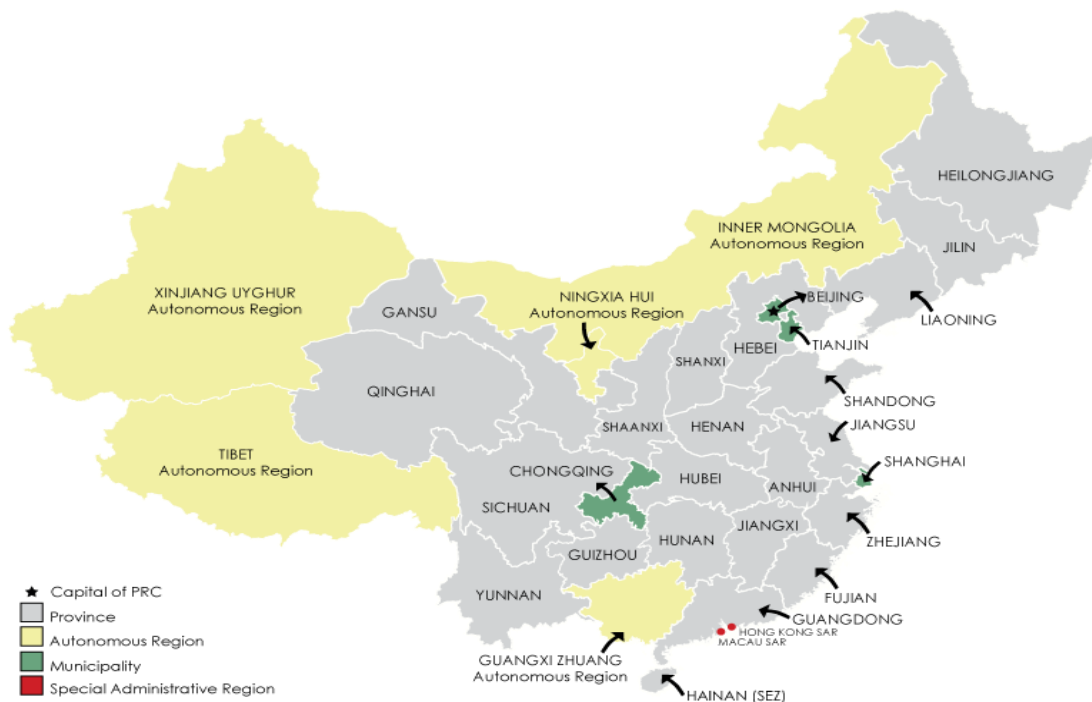 HEILONGJIANG
INNER MONGOLIA
Autonomous Region
JILIN
XINJIANG UYGHUR
Autonomous Region
GANSU
NINGXIA HUI
Autonomous Region
BEIJING
LIAONING
TIANJIN
HEBEI
SHANXI
QINGHAI
SHANDONG
SHAANXI
HENAN
JIANGSU
TIBET
Autonomous Region
SHANGHAI
CHONGQING
HUBEI
ANHUI
SICHUAN
JIANGXI
ZHEJIANG
HUNAN
GUIZHOU
YUNNAN
FUJIAN
GUANGDONG
HONG KONG SAR
MACAU SAR
GUANGXI ZHUANG
Autonomous Region
HAINAN (SEZ)
Capital of PRC
Province
Autonomous Region
Municipality
Special Administrative Region